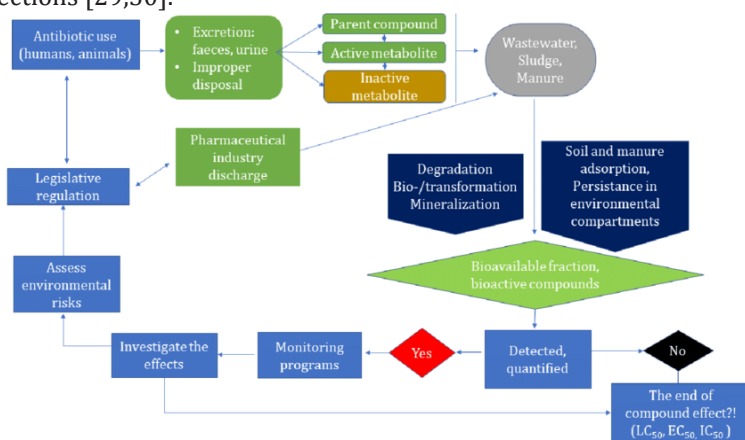 ections [29,30].
Antibiotic use
(humans, animals)
• Excretion:
faeces, urine
• Improper
disposal
Parent compound
Active metabolite
Inactive
metabolite
Wastewater,
Sludge,
Manure
Pharmaceutical
industry
discharge
Legislative
regulation
Degradation
Bio-/transformation
Mineralization
Soil and manure
adsorption,
Persistance in
environmental
compartments
Assess
environmental
risks
Bioavailable fraction,
bioactive compounds
Investigate the
effects
Monitoring
programs
Yes
Detected,
quantified
No
The end of
compound effect?!
(LC50, EC50, IC50 )